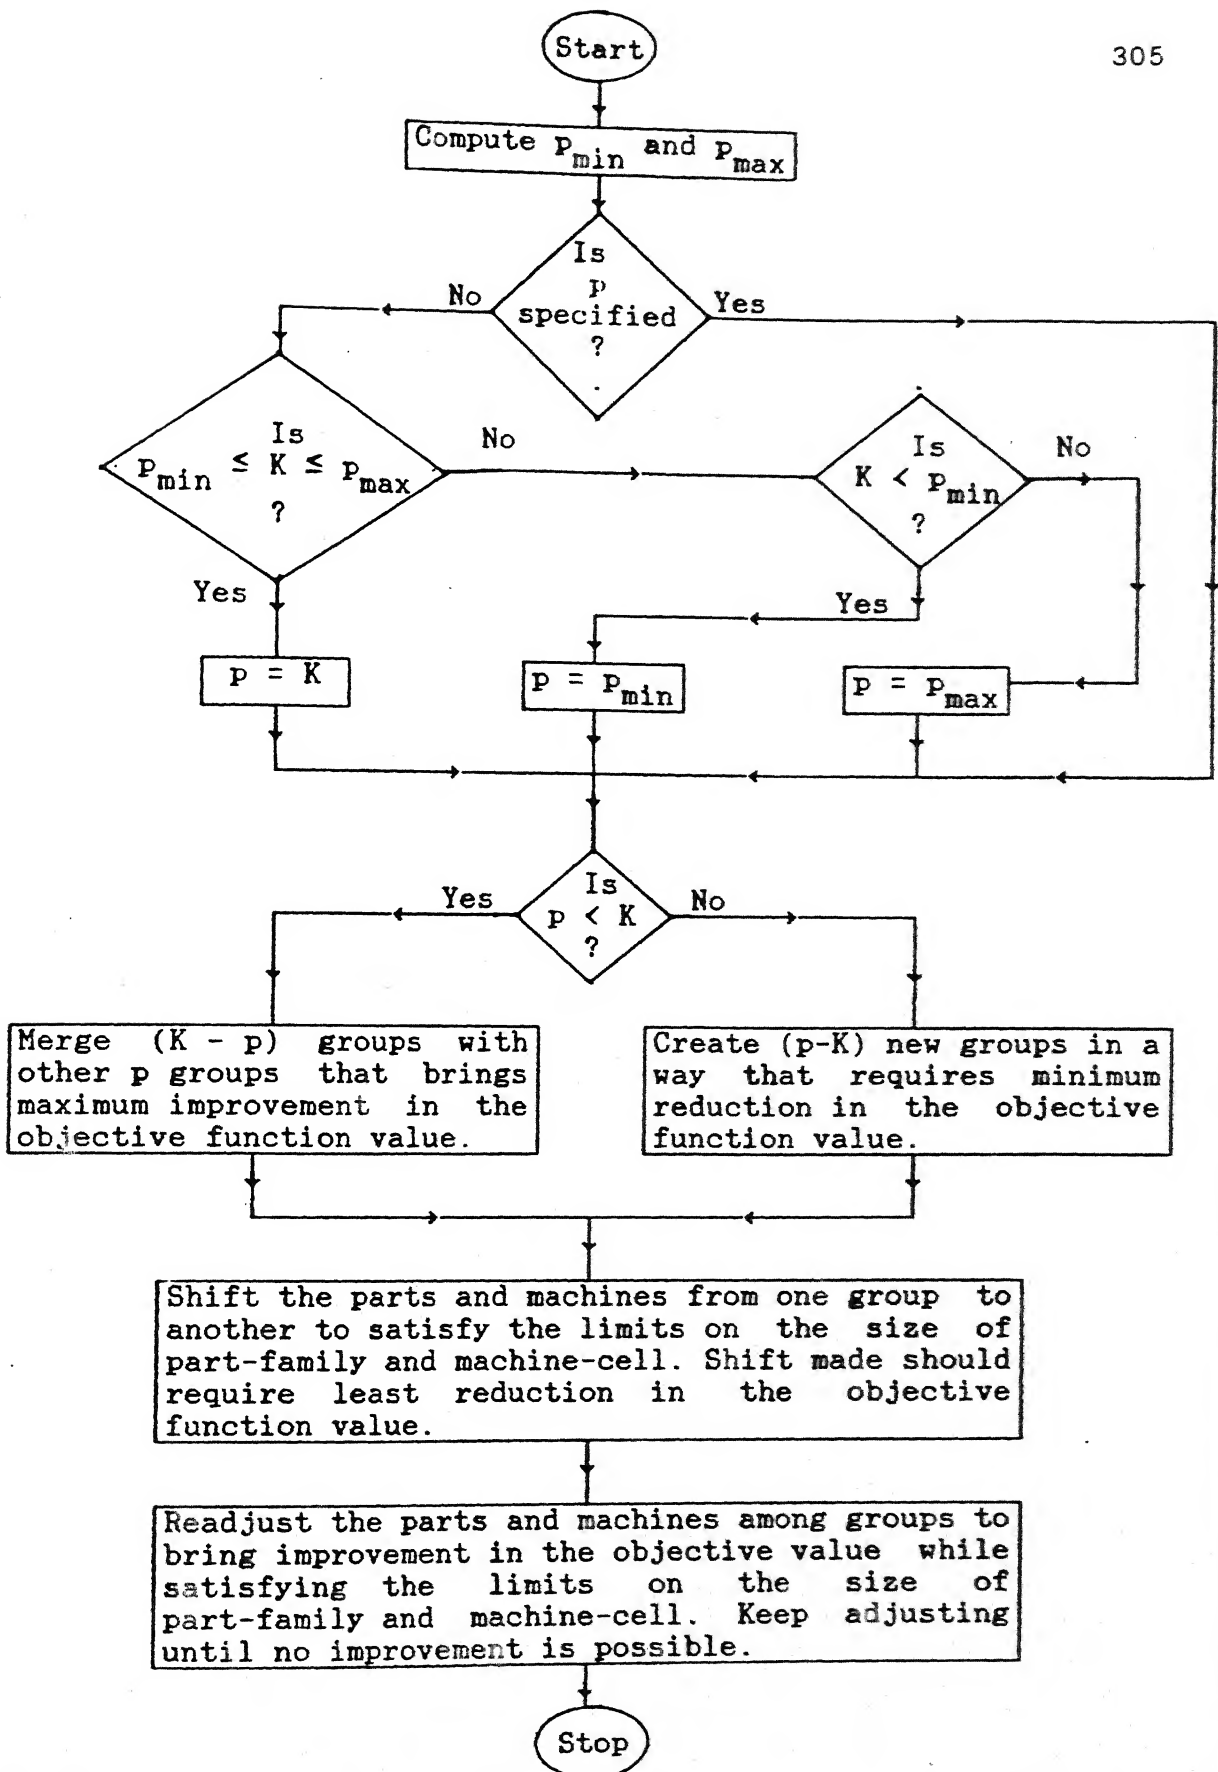 305
Start
Compute p_min and p_max
Is
p
specified
?
No
Yes
Is
p_min ≤ K ≤ p_max
?
No
Yes
Is
K < p_min
?
No
Yes
p = K
p = p_min
p = p_max
Is
p < K
?
Yes
No
Merge (K - p) groups with
other p groups that brings
maximum improvement in the
objective function value.
Create (p-K) new groups in a
way that requires minimum
reduction in the objective
function value.
Shift the parts and machines from one group to
another to satisfy the limits on the size of
part-family and machine-cell. Shift made should
require least reduction in the objective
function value.
Readjust the parts and machines among groups to
bring improvement in the objective value while
satisfying the limits on the size of
part-family and machine-cell. Keep adjusting
until no improvement is possible.
Stop